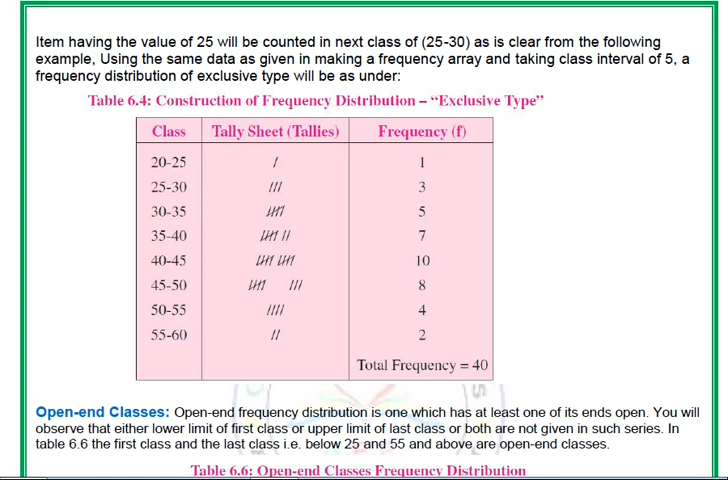 Item having the value of 25 will be counted in next class of (25-30) as is clear from the following
example, Using the same data as given in making a frequency array and taking class interval of 5, a
frequency distribution of exclusive type will be as under:
Table 6.4: Construction of Frequency Distribution – “Exclusive Type”
Class Tally Sheet (Tallies) Frequency (f)
20-25 / 1
25-30 /// 3
30-35 5
35-40 // 7
40-45 10
45-50 /// 8
50-55 //// 4
55-60 // 2
Total Frequency = 40
Open-end Classes: Open-end frequency distribution is one which has at least one of its ends open. You will
observe that either lower limit of first class or upper limit of last class or both are not given in such series. In
table 6.6 the first class and the last class i.e. below 25 and 55 and above are open-end classes.
Table 6.6: Open-end Classes Frequency Distribution